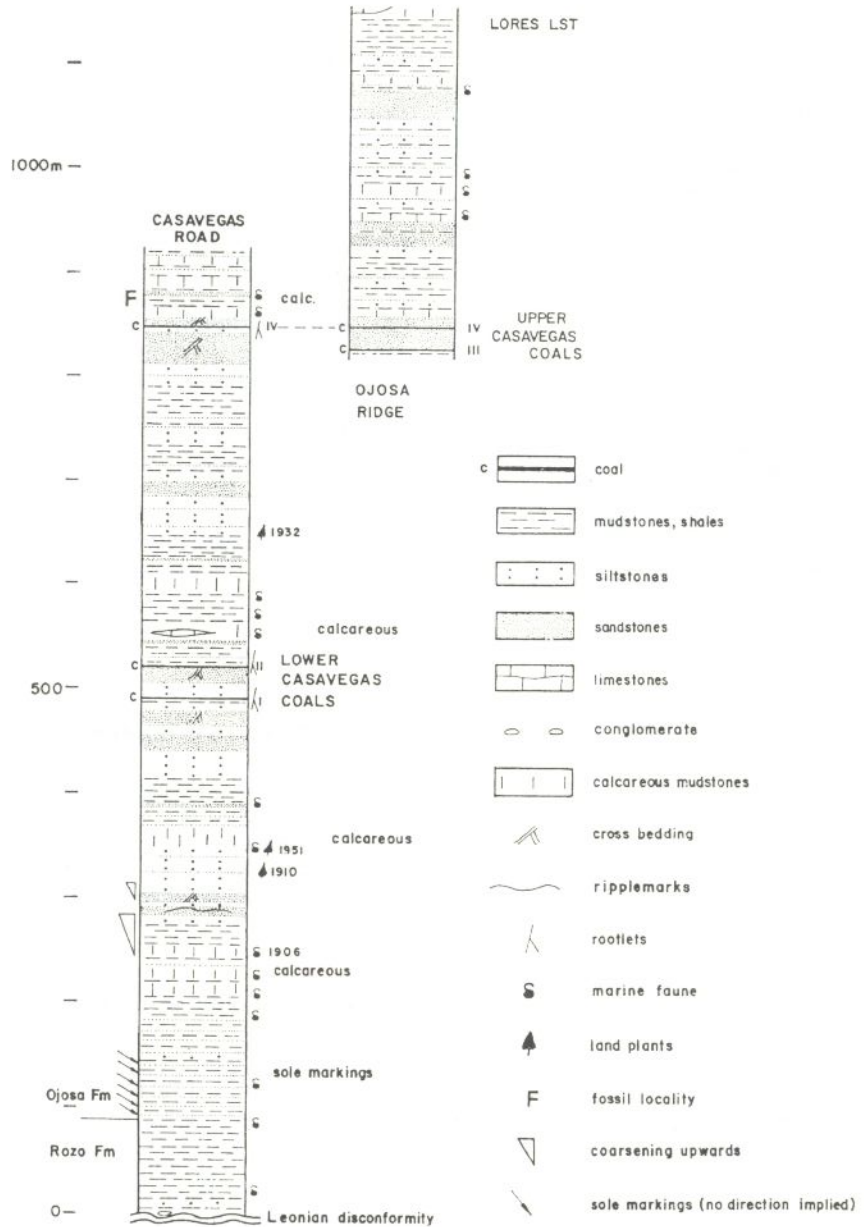 LORES LST
1000m
CASAVEGAS
ROAD
F
calc.
c
IV
c
IV
UPPER
CASAVEGAS
COALS
c
III
OJOSA
RIDGE
1932
calcareous
c
II
LOWER
CASAVEGAS
COALS
500
c
I
calcareous
1951
1910
1906
calcareous
sole markings
Ojosa Fm
Rozo Fm
0
Leonian disconformity
c
coal
mudstones, shales
siltstones
sandstones
limestones
conglomerate
calcareous mudstones
cross bedding
ripplemarks
rootlets
marine faune
land plants
F
fossil locality
coarsening upwards
sole markings (no direction implied)